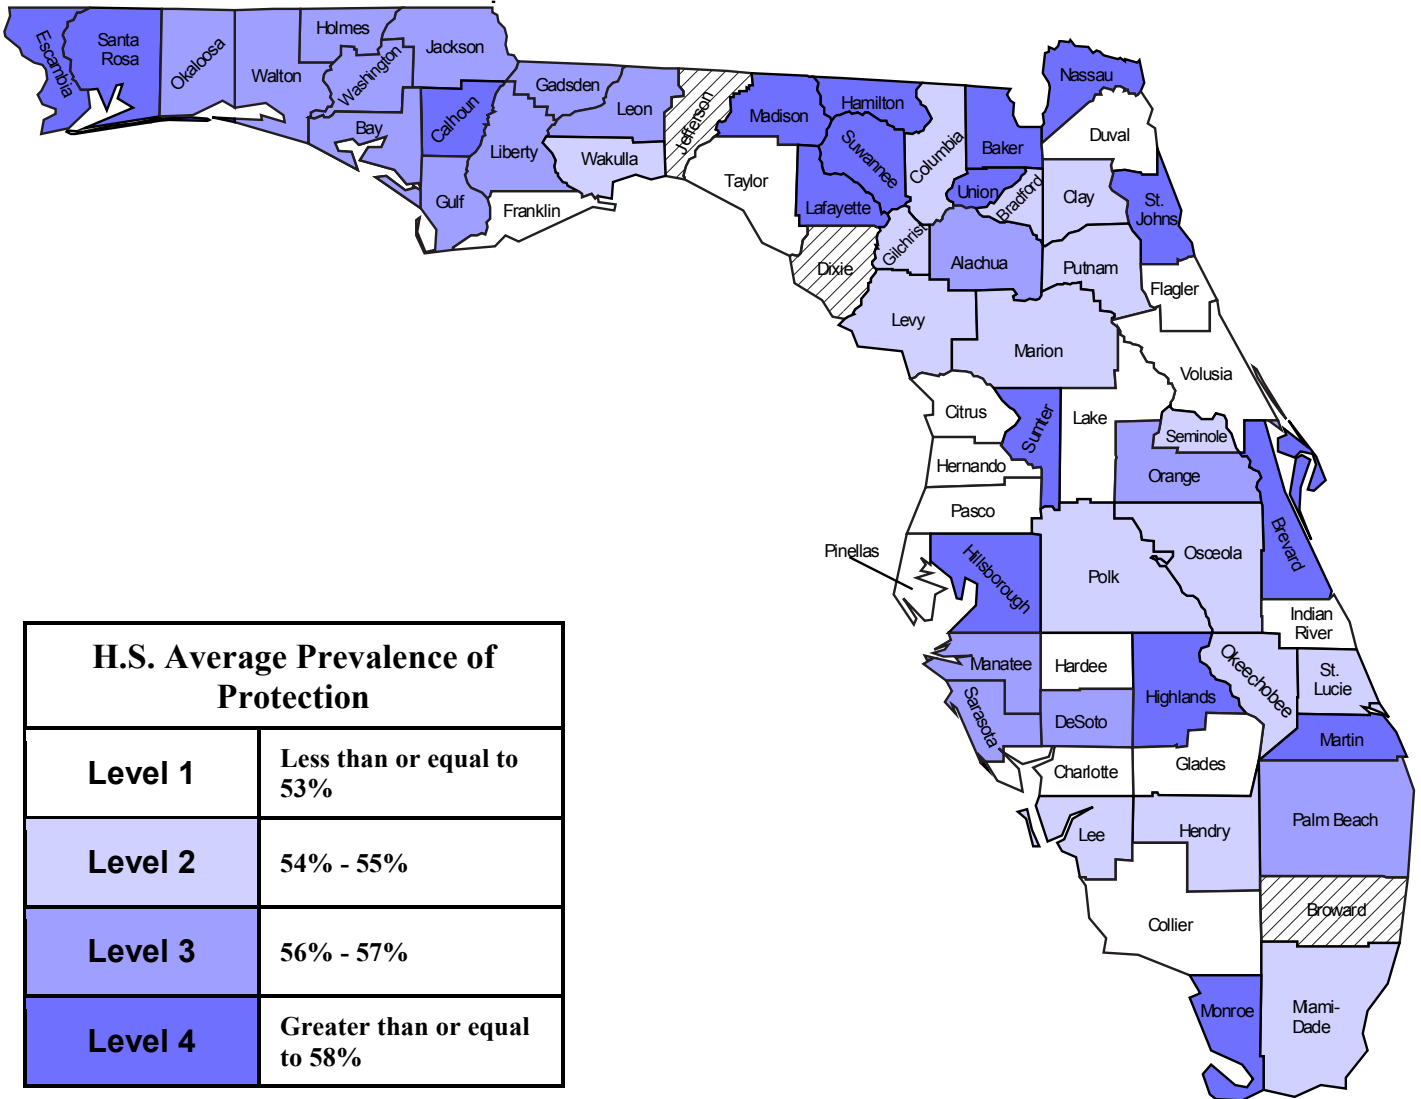 Escambia
Santa
Rosa
Okaloosa
Walton
Holmes
Washington
Jackson
Bay
Calhoun
Gulf
Liberty
Gadsden
Franklin
Leon
Wakulla
Jefferson
Madison
Taylor
Hamilton
Suwannee
Lafayette
Dixie
Columbia
Gilchrist
Baker
Union
Bradford
Alachua
Nassau
Duval
Clay
St.
Johns
Putnam
Flagler
Levy
Marion
Volusia
Citrus
Sumter
Lake
Seminole
Hernando
Orange
Pasco
Brevard
Pinellas
Hillsborough
Polk
Osceola
Indian
River
Manatee
Hardee
Okeechobee
St.
Lucie
Sarasota
DeSoto
Highlands
Martin
Charlotte
Glades
Lee
Hendry
Palm Beach
Collier
Broward
Monroe
Miami-
Dade
H.S. Average Prevalence of
Protection
Level 1
Less than or equal to
53%
Level 2
54% - 55%
Level 3
56% - 57%
Level 4
Greater than or equal
to 58%